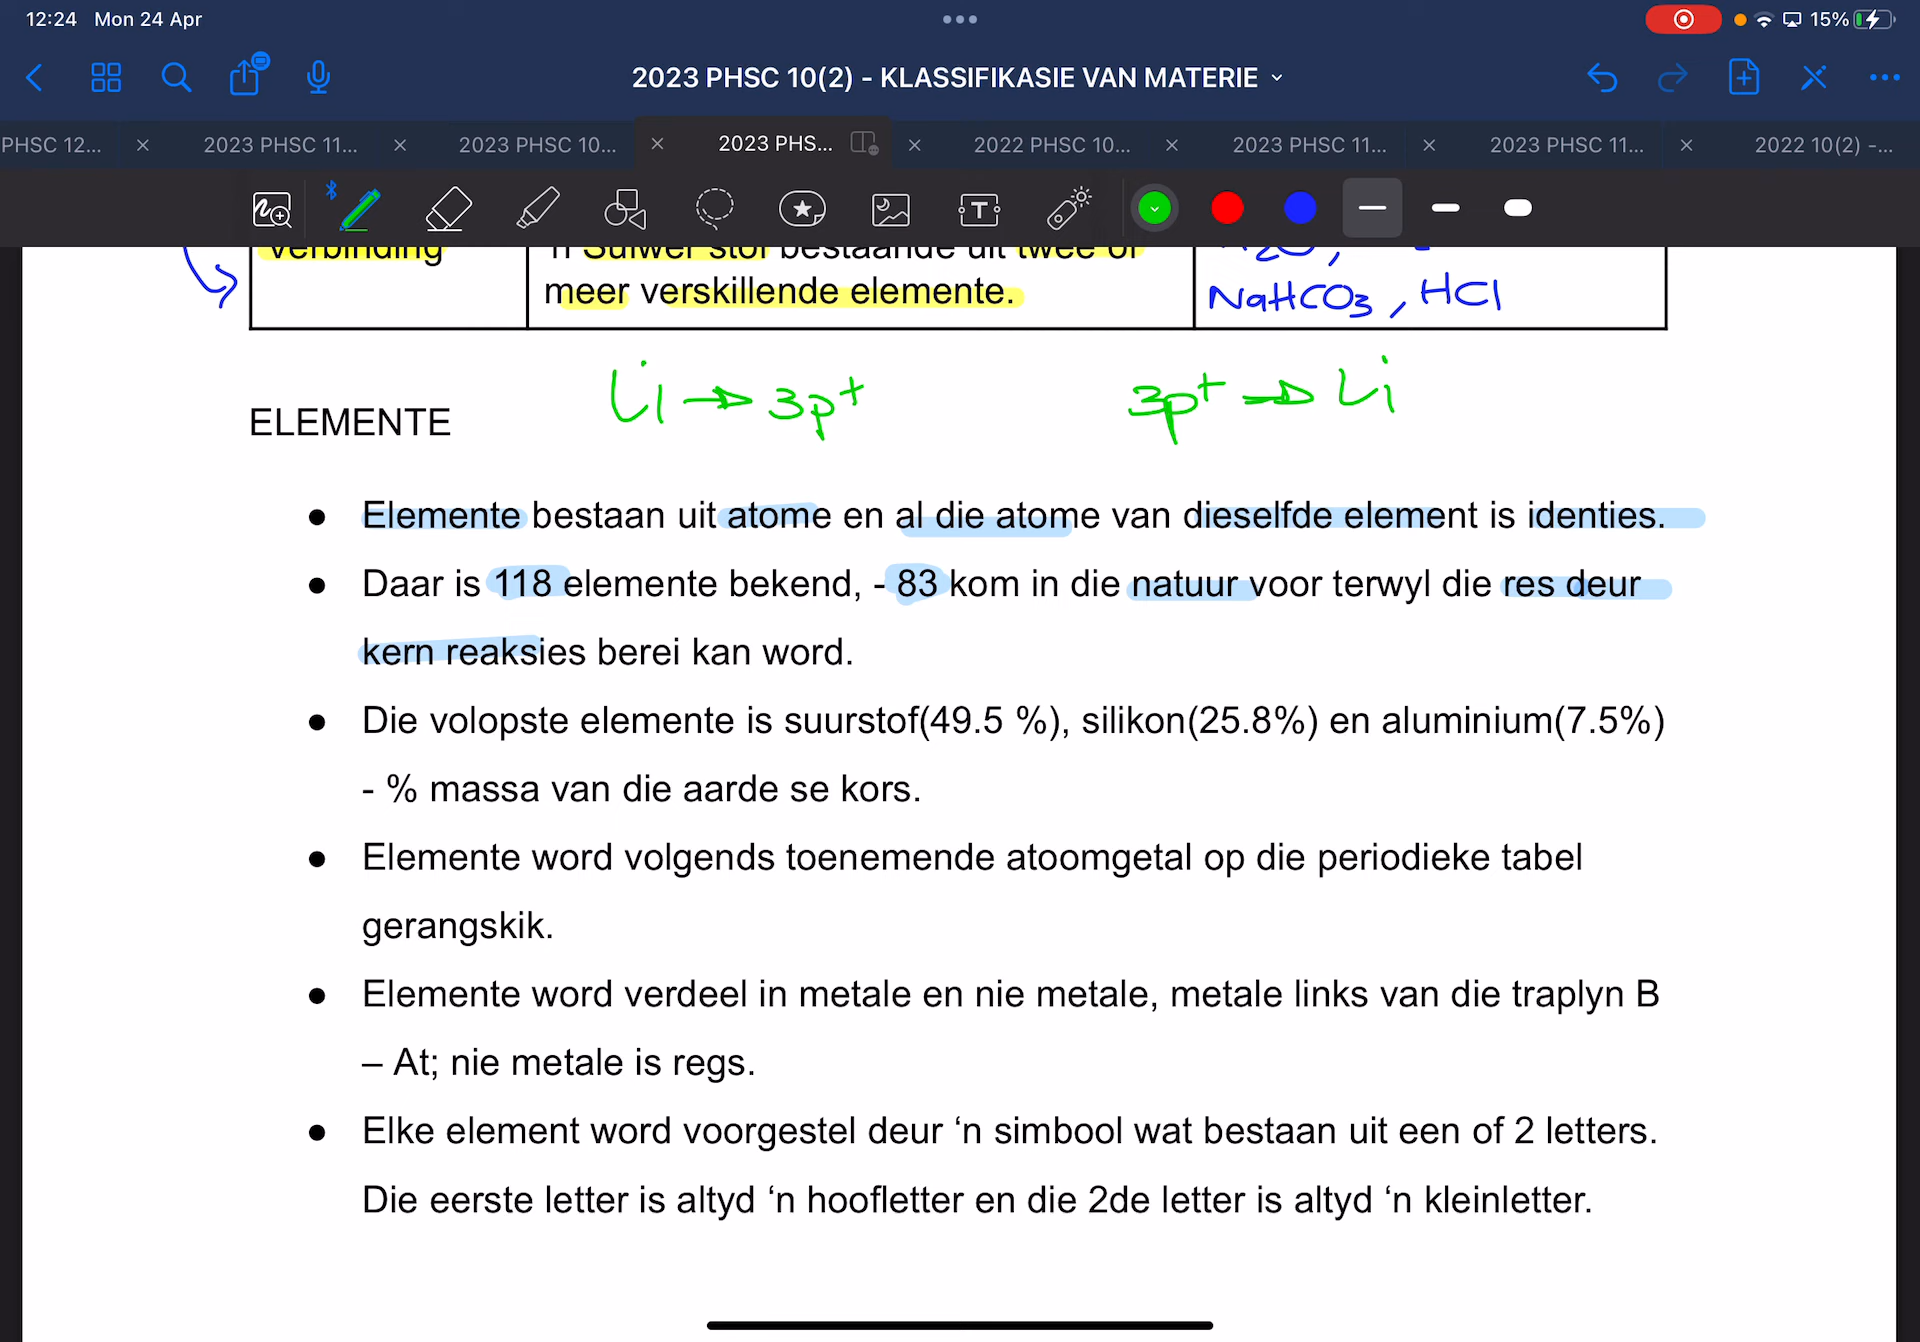 12:24 Mon 24 Apr
15%
2023 PHSC 10(2) - KLASSIFIKASIE VAN MATERIE
PHSC 12... 2023 PHSC 11... 2023 PHSC 10... 2023 PHS... 2022 PHSC 10... 2023 PHSC 11... 2023 PHSC 11... 2022 10(2) -...
verbinding 'n Suiwer stof bestaande uit twee of
meer verskillende elemente. NaHCO₃, HCl
Li → 3p⁺ 3p⁺ → Li
ELEMENTE
• Elemente bestaan uit atome en al die atome van dieselfde element is identies.
• Daar is 118 elemente bekend, - 83 kom in die natuur voor terwyl die res deur
kern reaksies berei kan word.
• Die volopste elemente is suurstof(49.5 %), silikon(25.8%) en aluminium(7.5%)
- % massa van die aarde se kors.
• Elemente word volgends toenemende atoomgetal op die periodieke tabel
gerangskik.
• Elemente word verdeel in metale en nie metale, metale links van die traplyn B
– At; nie metale is regs.
• Elke element word voorgestel deur ‘n simbool wat bestaan uit een of 2 letters.
Die eerste letter is altyd ‘n hoofletter en die 2de letter is altyd ‘n kleinletter.